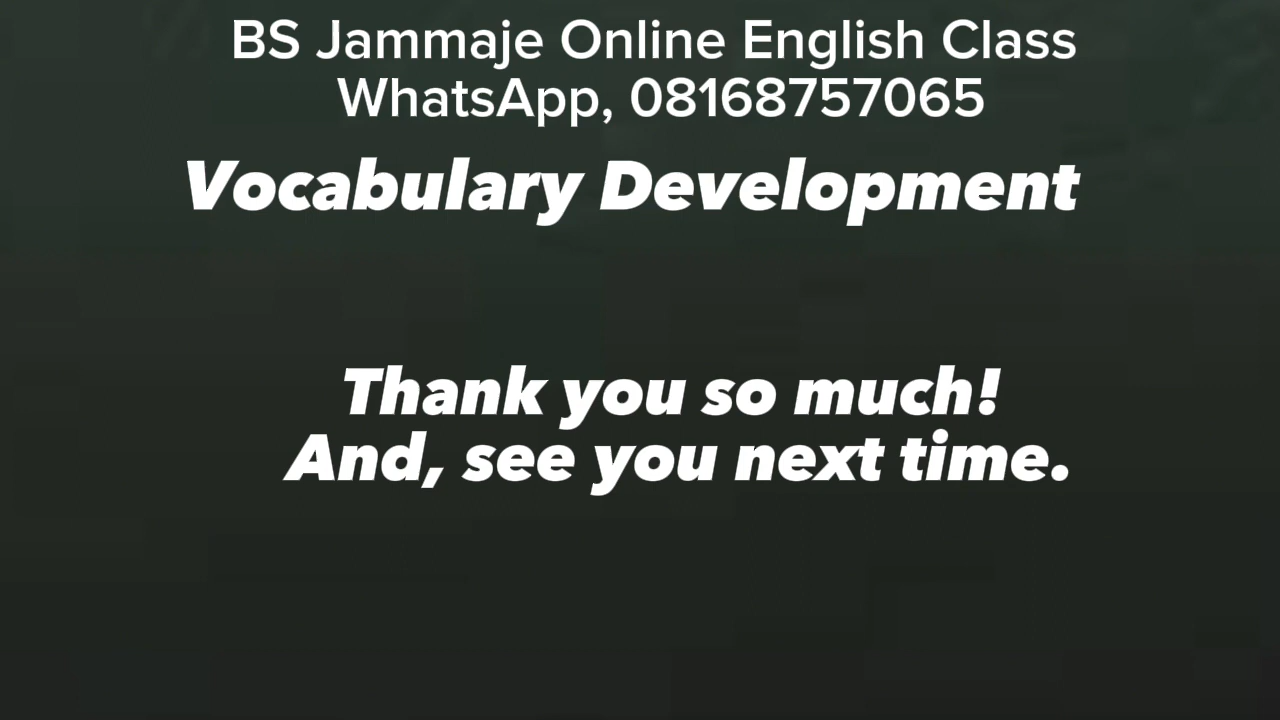 BS Jammaje Online English Class
WhatsApp, 08168757065
Vocabulary Development
Thank you so much!
And, see you next time.